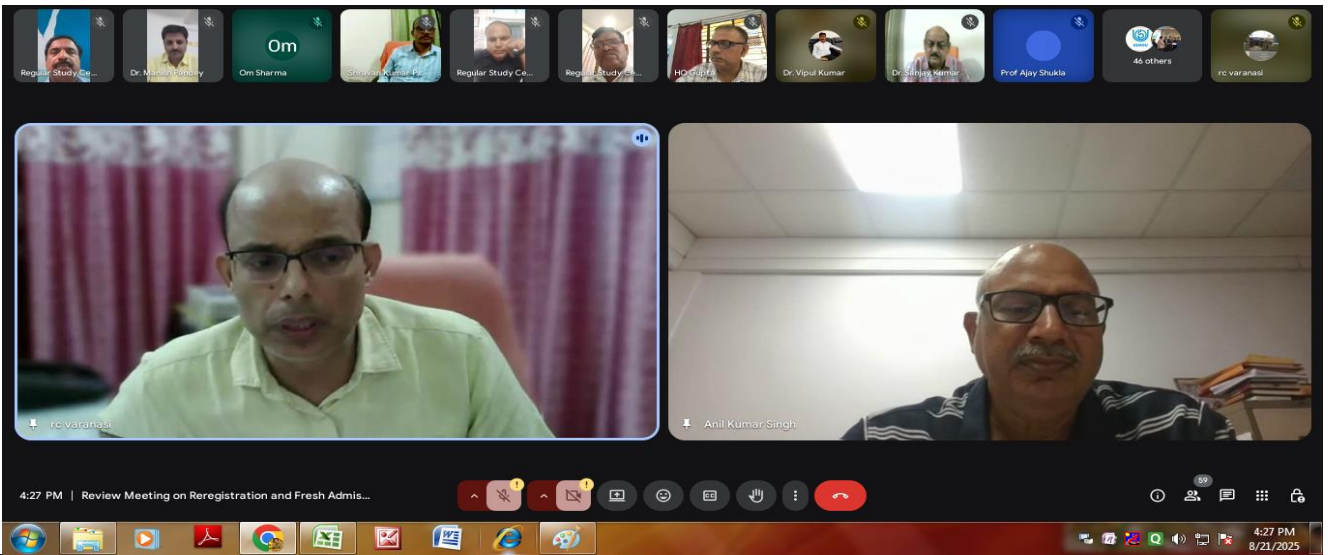 Regular Study Ce...
Dr. Manish Pandey
Om
Om Sharma
Shravan Kumar P...
Regular Study Ce...
Regular Study Ce...
HO Gupta
Dr. Vipul Kumar
Dr. Sanjay Kumar
Prof Ajay Shukla
46 others
rc varanasi
rc varanasi
Anil Kumar Singh
4:27 PM | Review Meeting on Reregistration and Fresh Admis...
59
4:27 PM
8/21/2025